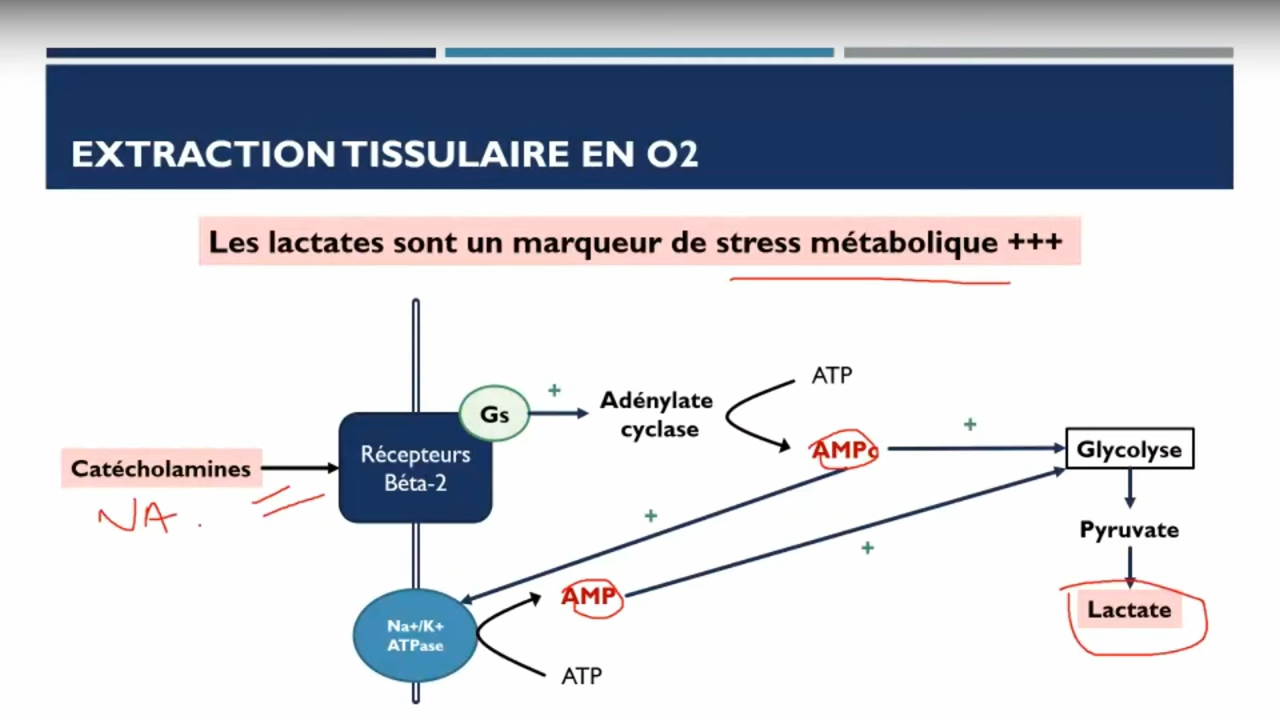 EXTRACTION TISSULAIRE EN O2
Les lactates sont un marqueur de stress métabolique +++
ATP
+
Gs
Adénylate
cyclase
+
Récepteurs
Béta-2
AMPc
Glycolyse
Catécholamines
NA.
+
Pyruvate
+
AMP
Na+/K+
ATPase
Lactate
ATP